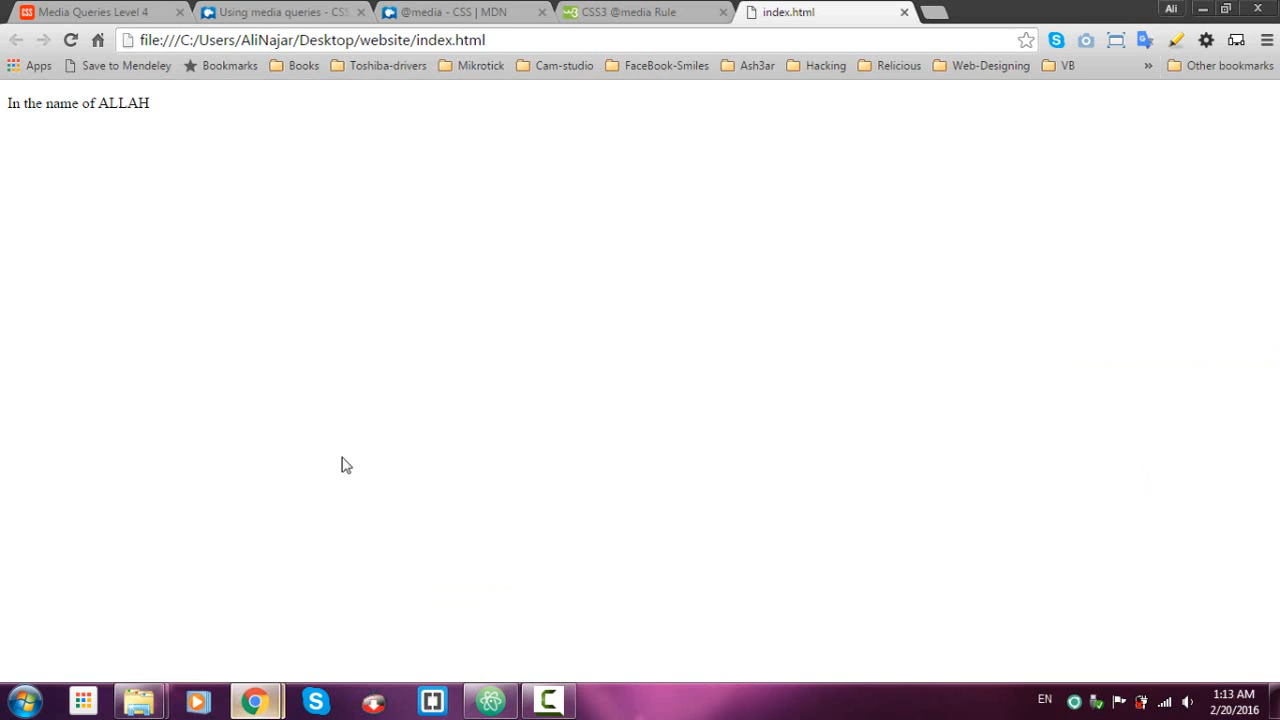 Media Queries Level 4
Using media queries - CSS
@media - CSS | MDN
CSS3 @media Rule
index.html
Ali
file:///C:/Users/AliNajar/Desktop/website/index.html
Apps
Save to Mendeley
Bookmarks
Books
Toshiba-drivers
Mikrotick
Cam-studio
FaceBook-Smiles
Ash3ar
Hacking
Relicious
Web-Designing
VB
»
Other bookmarks
In the name of ALLAH
EN
1:13 AM
2/20/2016